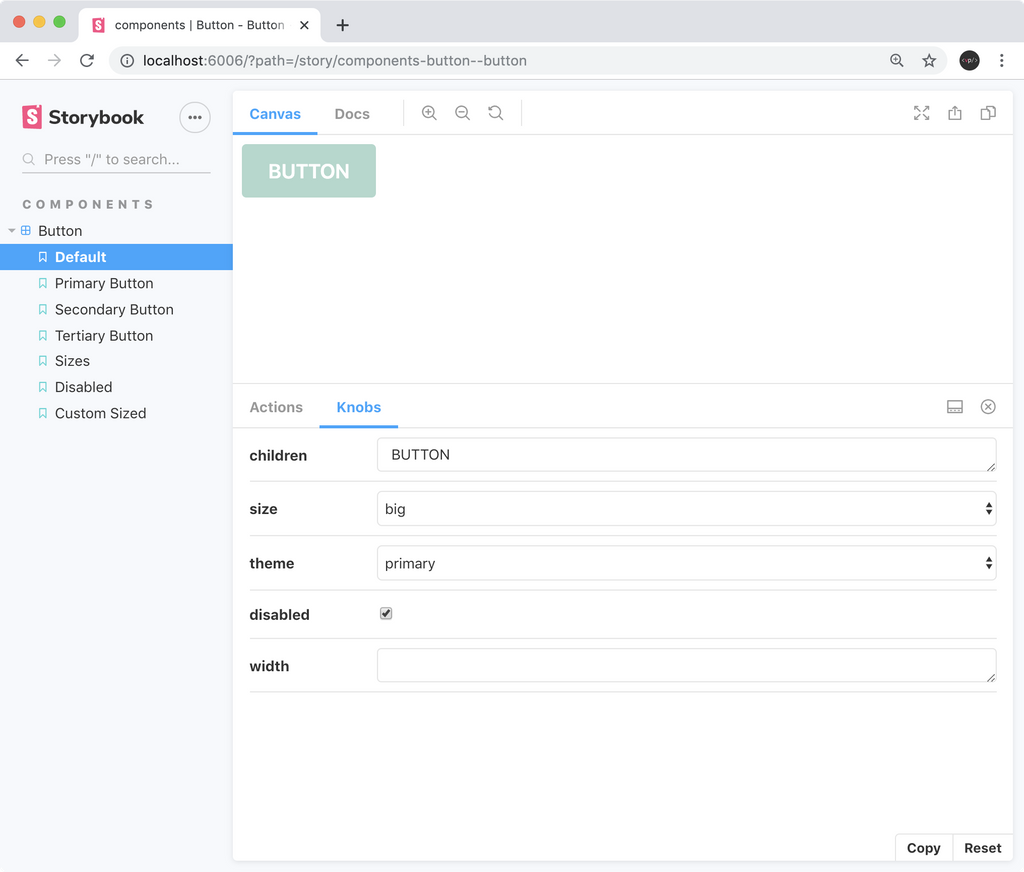 components | Button - Button
localhost:6006/?path=/story/components-button--button
Storybook
Press "/" to search...
COMPONENTS
Button
Default
Primary Button
Secondary Button
Tertiary Button
Sizes
Disabled
Custom Sized
Canvas
Docs
BUTTON
Actions
Knobs
children
BUTTON
size
big
theme
primary
disabled
width
Copy
Reset